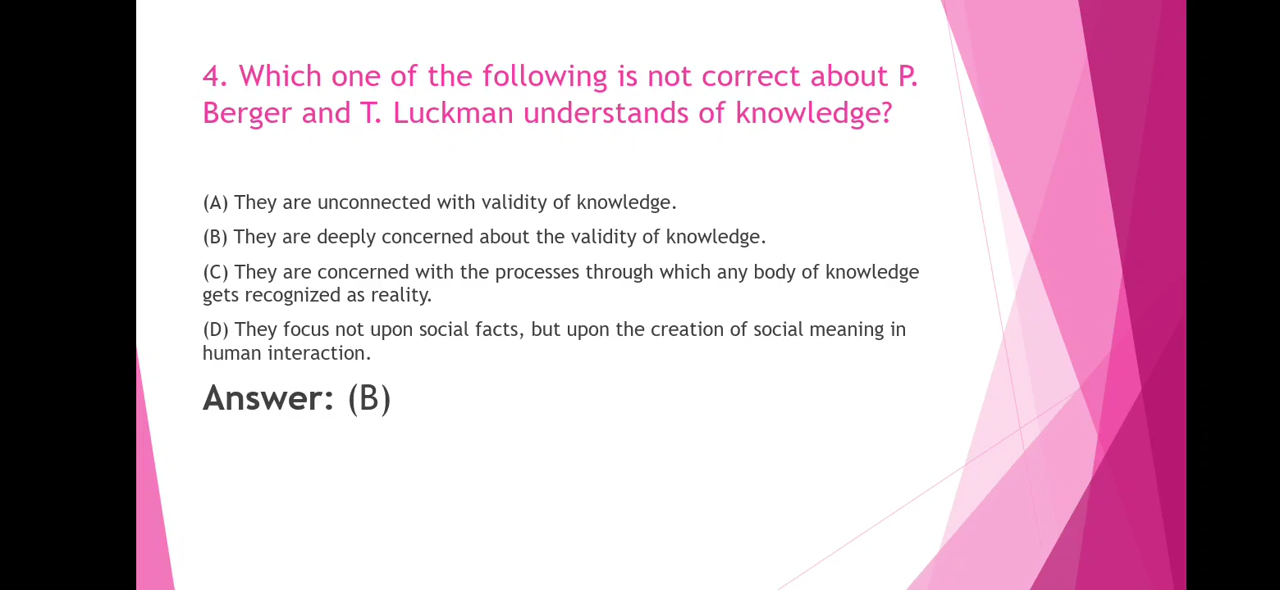 4. Which one of the following is not correct about P.
Berger and T. Luckman understands of knowledge?
(A) They are unconnected with validity of knowledge.
(B) They are deeply concerned about the validity of knowledge.
(C) They are concerned with the processes through which any body of knowledge
gets recognized as reality.
(D) They focus not upon social facts, but upon the creation of social meaning in
human interaction.
Answer: (B)